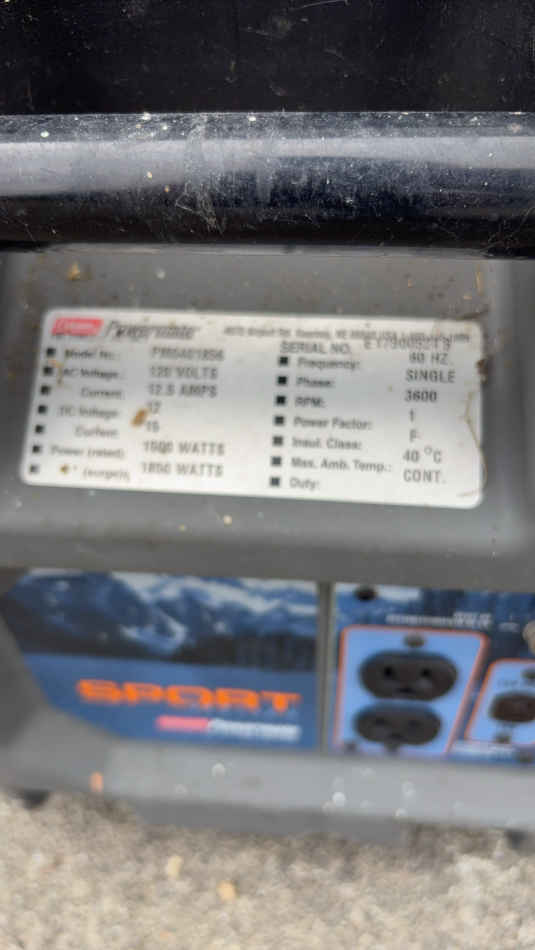 Coleman Powermate
SERIAL NO.
Model No.: PM0401856
AC Voltage: 120 VOLTS
Current: 12.5 AMPS
DC Voltage: 12
Current: 15
Power (rated): 1500 WATTS
(surge): 1850 WATTS
Frequency: 60 HZ
Phase: SINGLE
RPM: 3600
Power Factor: 1
Insul. Class: F
Max. Amb. Temp.: 40 °C
Duty: CONT.
SPORT